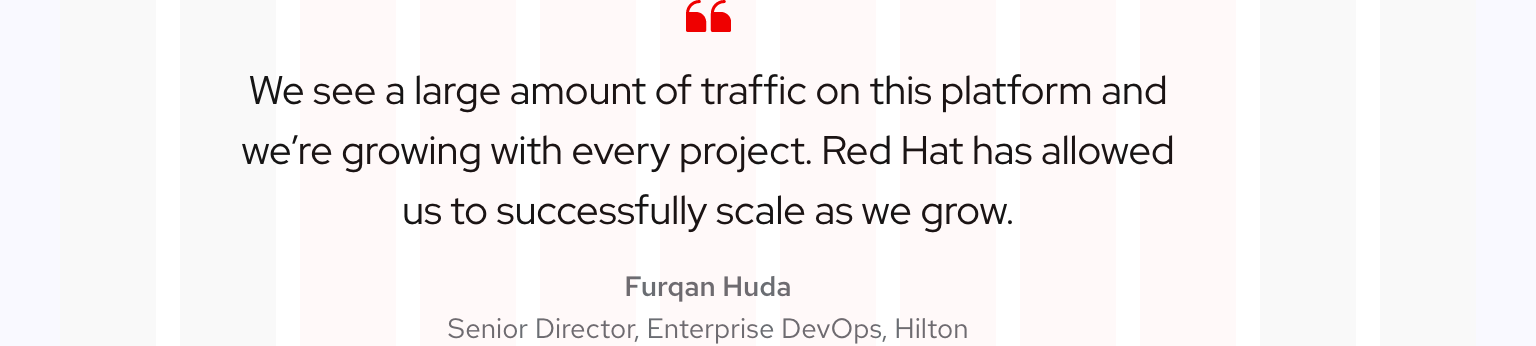 ❝
We see a large amount of traffic on this platform and
we’re growing with every project. Red Hat has allowed
us to successfully scale as we grow.
Furqan Huda
Senior Director, Enterprise DevOps, Hilton